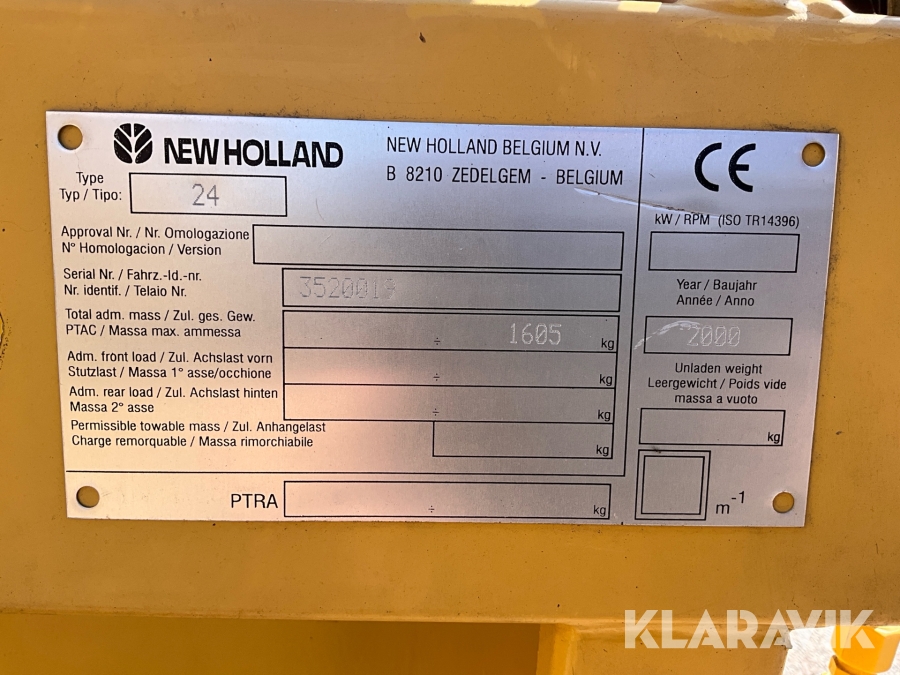 NEW HOLLAND
NEW HOLLAND BELGIUM N.V.
B 8210 ZEDELGEM - BELGIUM
Type
Typ / Tipo:
24
Approval Nr. / Nr. Omologazione
N° Homologacion / Version
Serial Nr. / Fahrz.-Id.-nr.
Nr. identif. / Telaio Nr.
3520019
Total adm. mass / Zul. ges. Gew.
PTAC / Massa max. ammessa
÷ 1605 kg
Adm. front load / Zul. Achslast vorn
Stutzlast / Massa 1° asse/occhione
÷ kg
Adm. rear load / Zul. Achslast hinten
Massa 2° asse
÷ kg
Permissible towable mass / Zul. Anhangelast
Charge remorquable / Massa rimorchiabile
kg
PTRA
÷ kg
CE
kW / RPM (ISO TR14396)
Year / Baujahr
Année / Anno
2000
Unladen weight
Leergewicht / Poids vide
massa a vuoto
kg
m-1
KLARAVIK